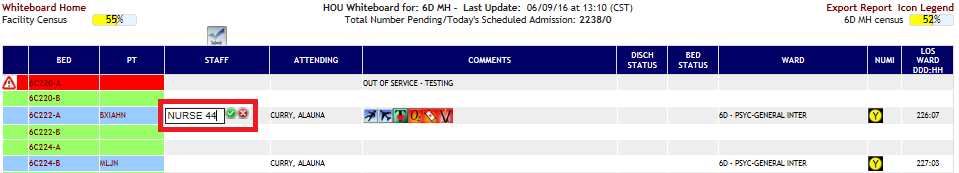 Whiteboard Home HOU Whiteboard for: 6D MH - Last Update: 06/09/16 at 13:10 (CST) Export Report Icon Legend
Facility Census 55% Total Number Pending/Today's Scheduled Admission: 2238/0 6D MH census 52%
Submit
BED PT STAFF ATTENDING COMMENTS DISCH STATUS BED STATUS WARD NUMI LOS WARD DDD:HH
6C220-A OUT OF SERVICE - TESTING
6C220-B
6C222-A BXIAHN NURSE 44 CURRY, ALAUNA T O2 V 6D - PSYC-GENERAL INTER Y 226:07
6C222-B
6C224-A
6C224-B MLJN CURRY, ALAUNA 6D - PSYC-GENERAL INTER Y 227:03